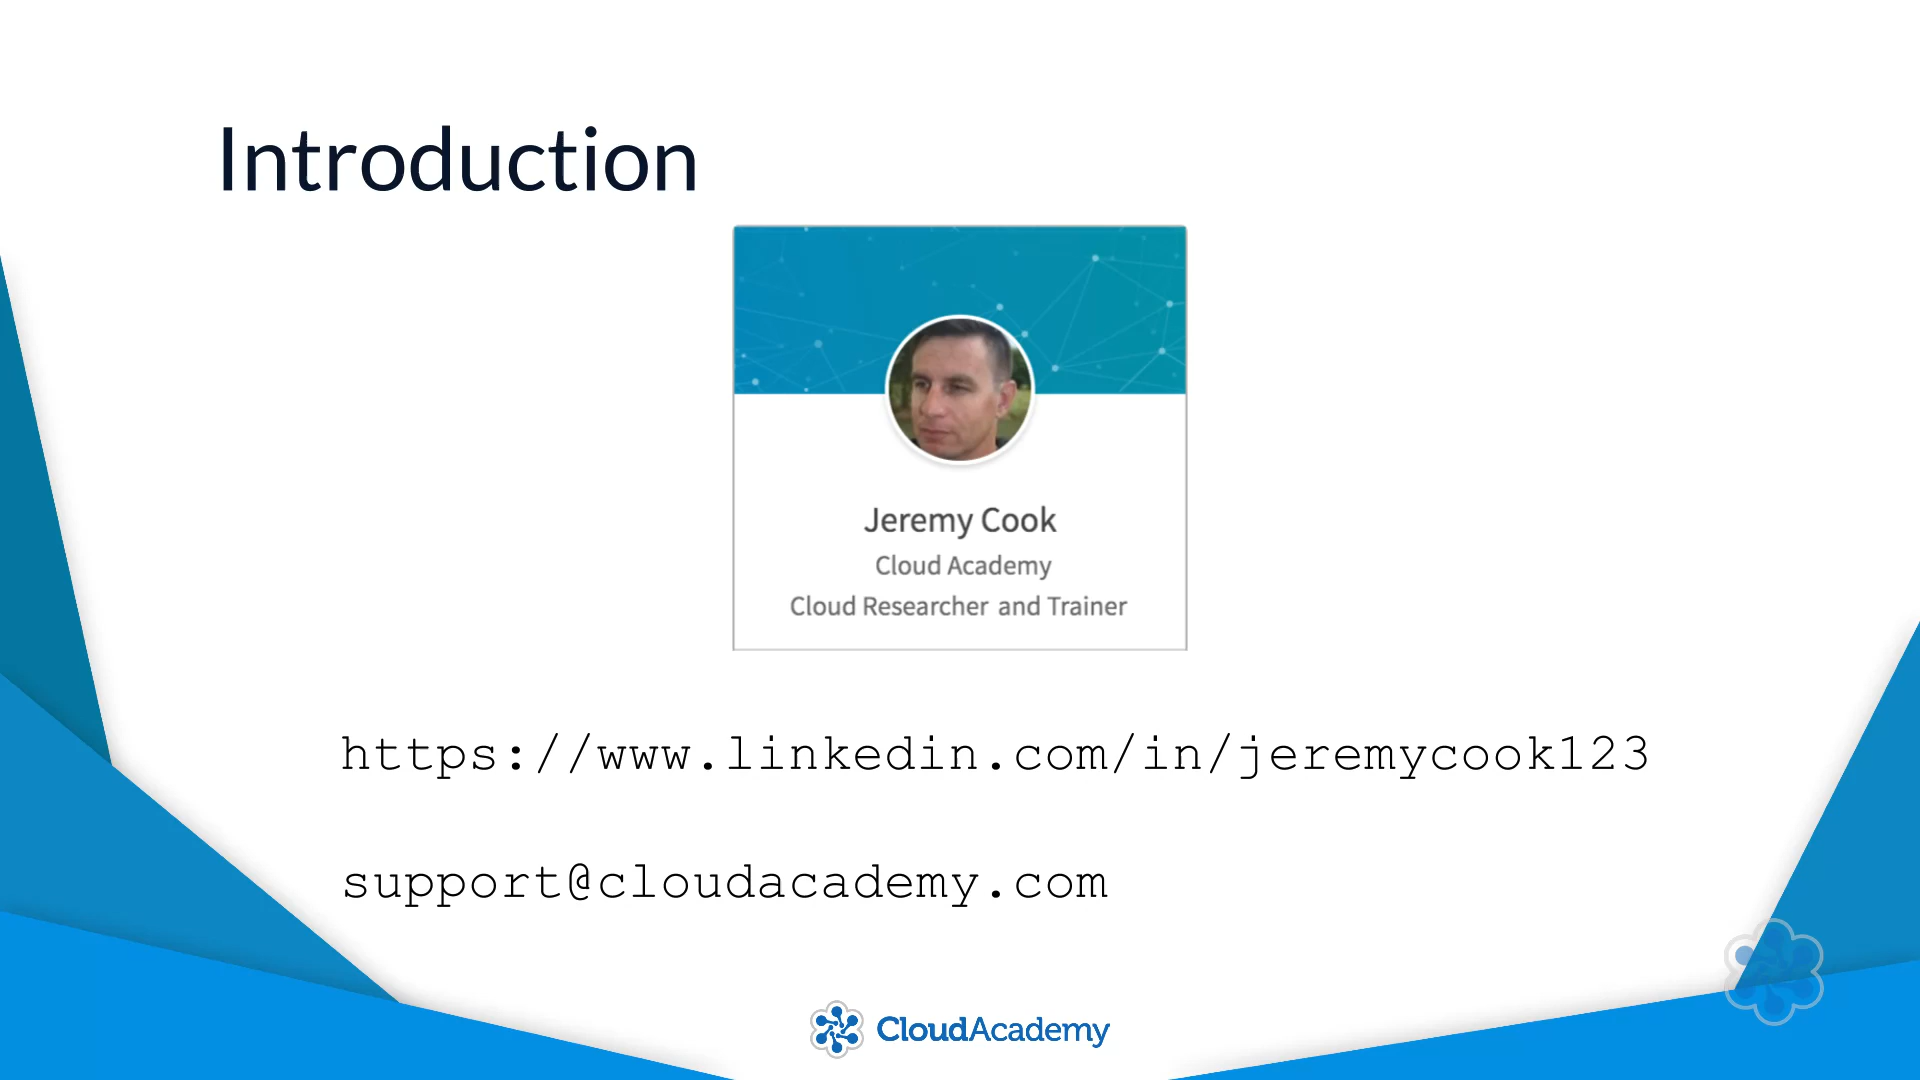 Introduction
Jeremy Cook
Cloud Academy
Cloud Researcher and Trainer
https://www.linkedin.com/in/jeremycook123
support@cloudacademy.com
CloudAcademy